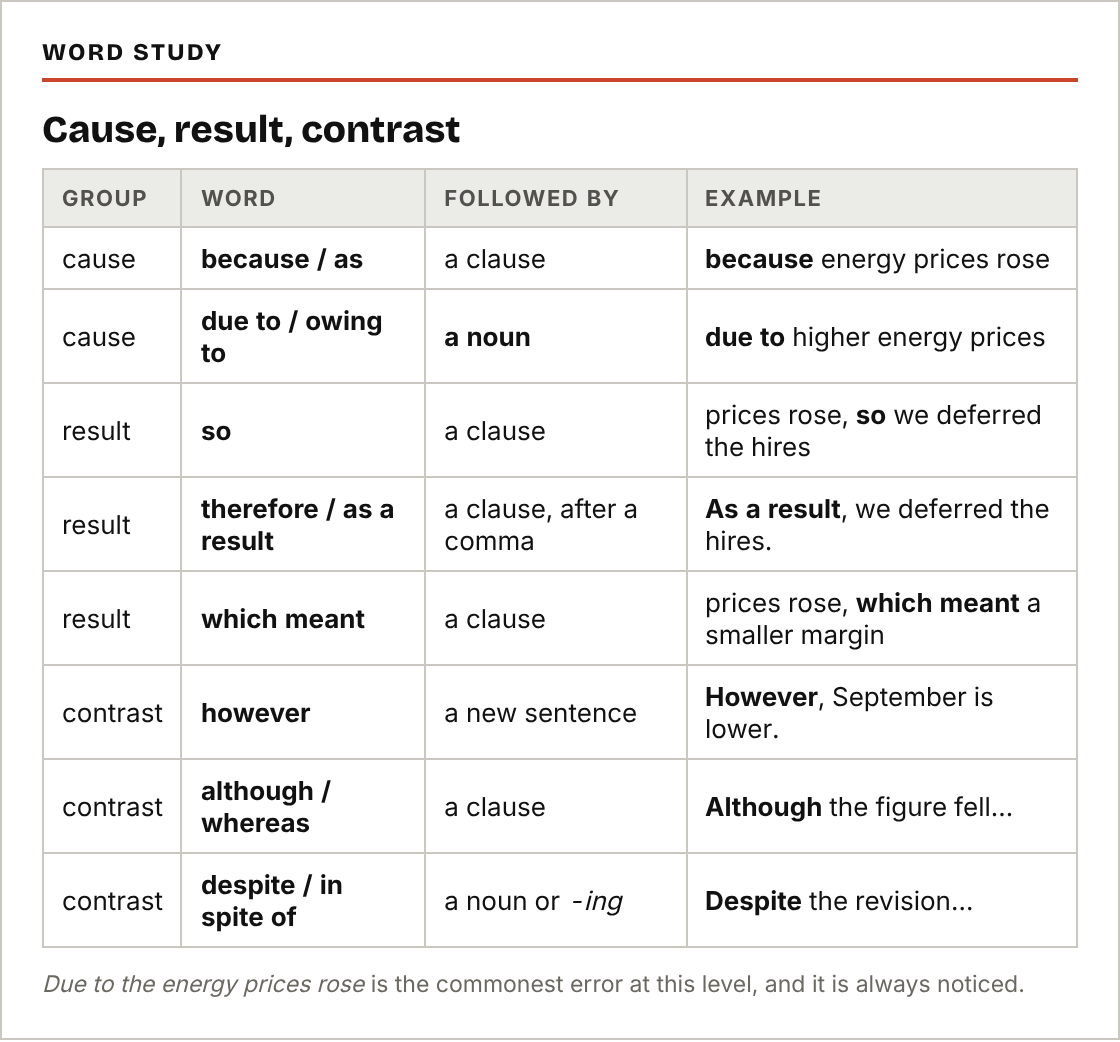 WORD STUDY
Cause, result, contrast
GROUP WORD FOLLOWED BY EXAMPLE
cause because / as a clause because energy prices rose
cause due to / owing to a noun due to higher energy prices
result so a clause prices rose, so we deferred the hires
result therefore / as a result a clause, after a comma As a result, we deferred the hires.
result which meant a clause prices rose, which meant a smaller margin
contrast however a new sentence However, September is lower.
contrast although / whereas a clause Although the figure fell…
contrast despite / in spite of a noun or -ing Despite the revision…
Due to the energy prices rose is the commonest error at this level, and it is always noticed.